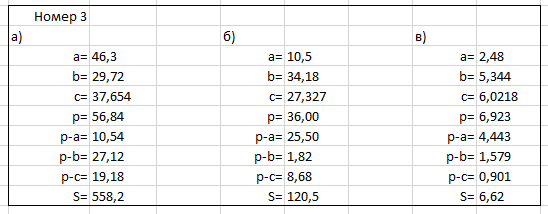 Номер 3
а) б) в)
a= 46,3 a= 10,5 a= 2,48
b= 29,72 b= 34,18 b= 5,344
c= 37,654 c= 27,327 c= 6,0218
p= 56,84 p= 36,00 p= 6,923
p-a= 10,54 p-a= 25,50 p-a= 4,443
p-b= 27,12 p-b= 1,82 p-b= 1,579
p-c= 19,18 p-c= 8,68 p-c= 0,901
S= 558,2 S= 120,5 S= 6,62